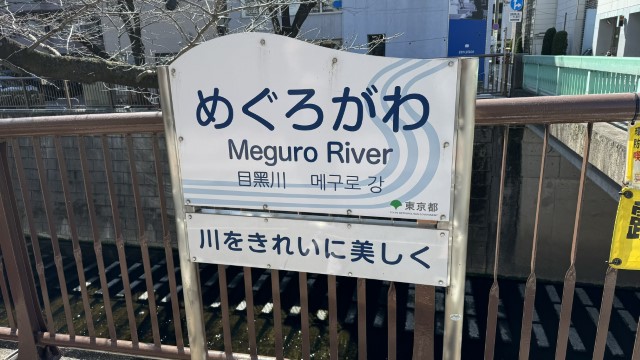 めぐろがわ
Meguro River
目黑川 메구로 강
東京都
川をきれいに美しく